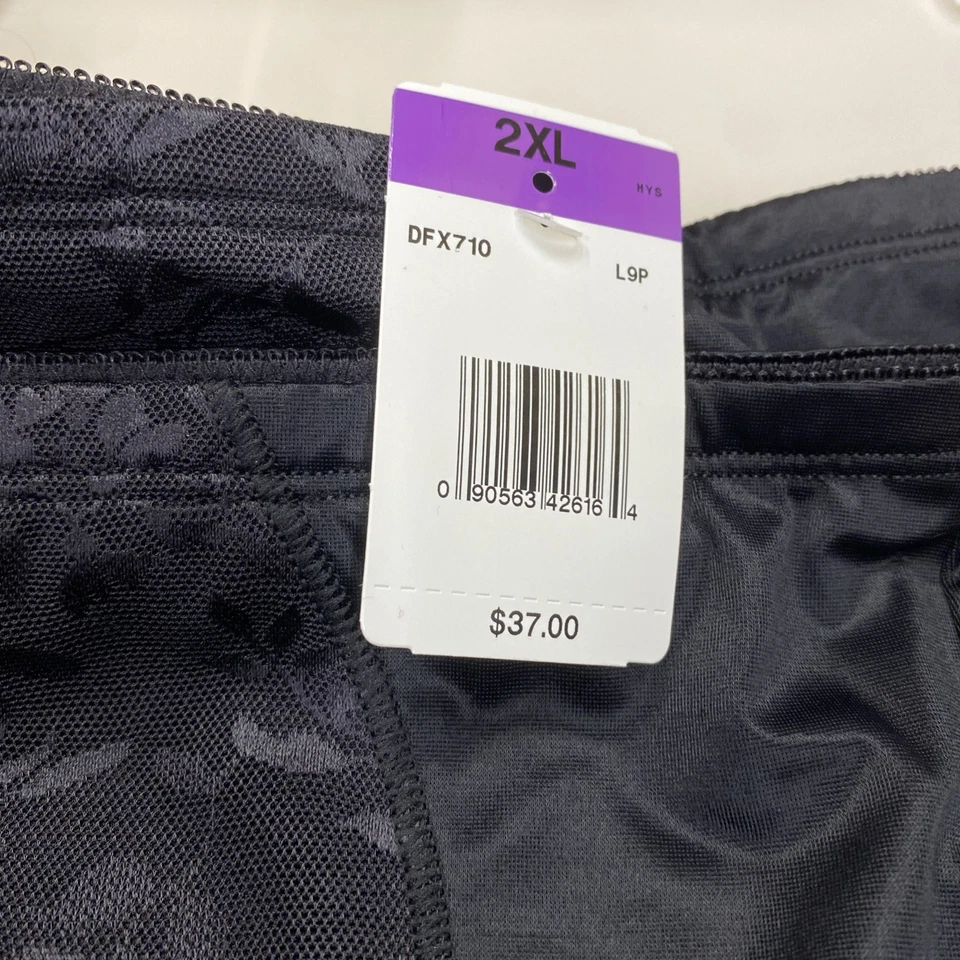 2XL
HYS
DFX710
L9P
0 90563 42616 4
$37.00